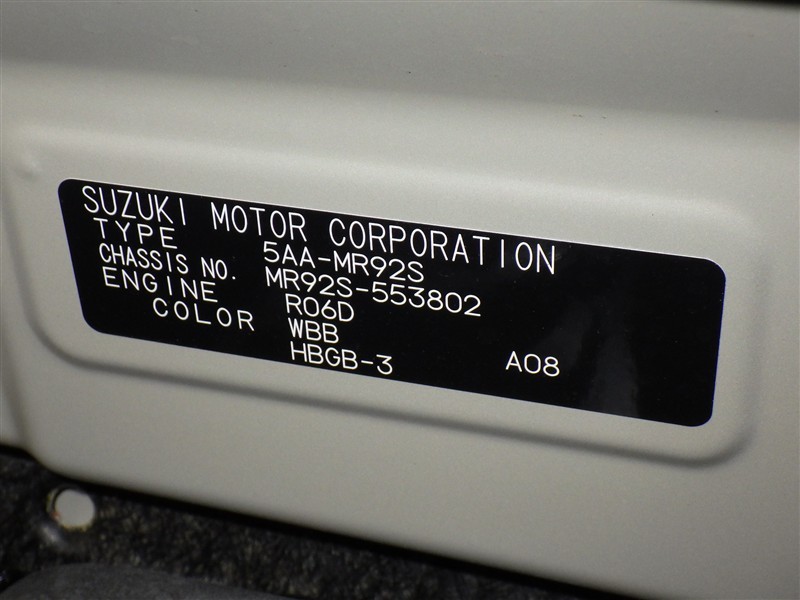 SUZUKI MOTOR CORPORATION
TYPE 5AA-MR92S
CHASSIS NO. MR92S-553802
ENGINE R06D
COLOR WBB
HBGB-3 A08